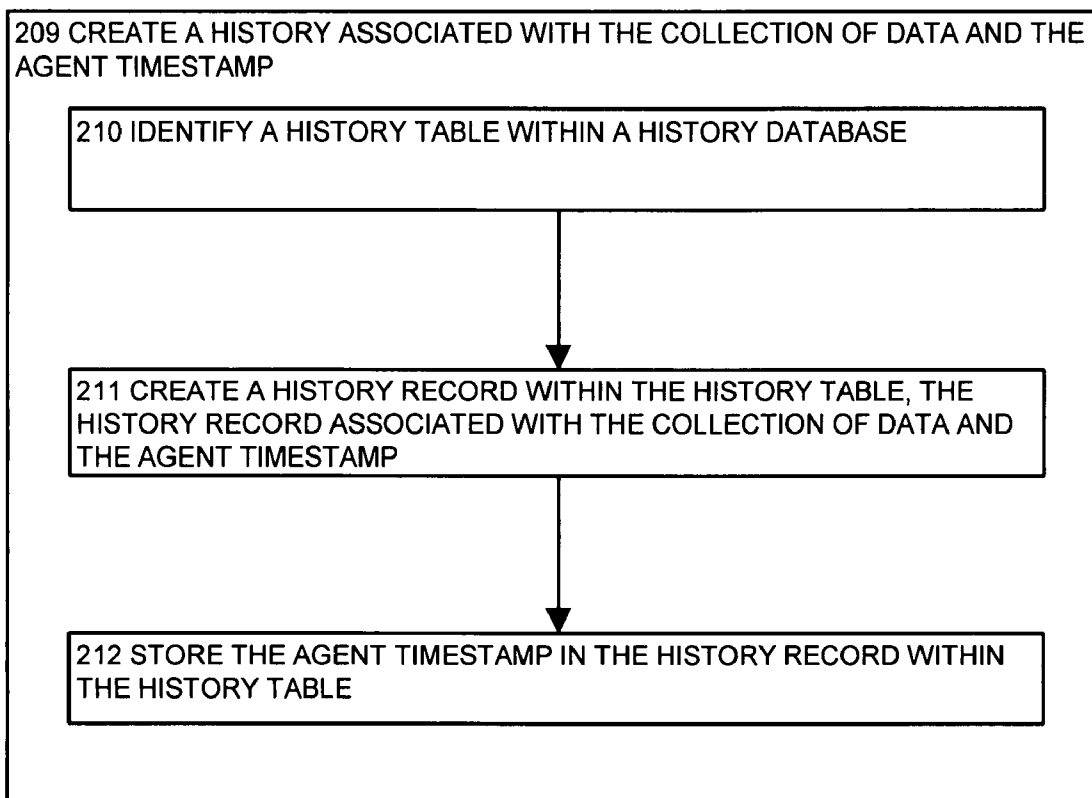 209 CREATE A HISTORY ASSOCIATED WITH THE COLLECTION OF DATA AND THE
AGENT TIMESTAMP
210 IDENTIFY A HISTORY TABLE WITHIN A HISTORY DATABASE
211 CREATE A HISTORY RECORD WITHIN THE HISTORY TABLE, THE
HISTORY RECORD ASSOCIATED WITH THE COLLECTION OF DATA AND
THE AGENT TIMESTAMP
212 STORE THE AGENT TIMESTAMP IN THE HISTORY RECORD WITHIN
THE HISTORY TABLE